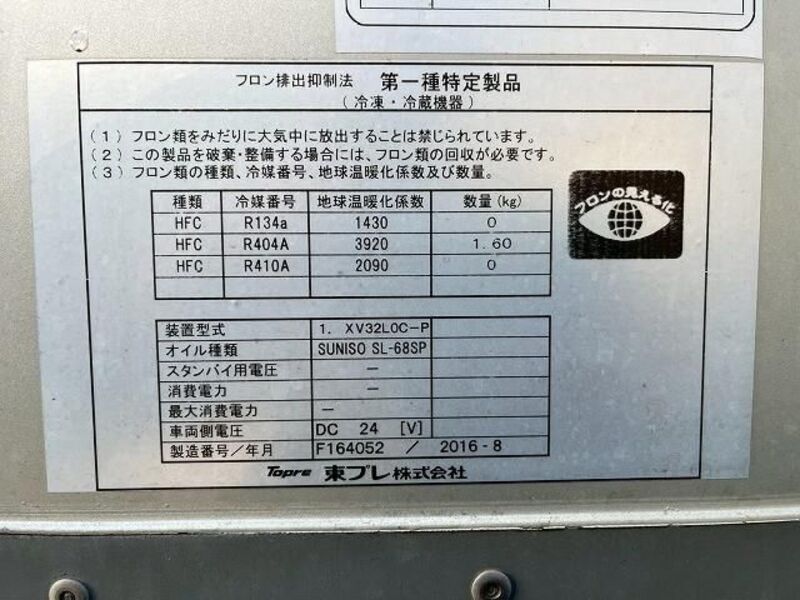 フロン排出抑制法 第一種特定製品
(冷凍・冷蔵機器)
(1) フロン類をみだりに大気中に放出することは禁じられています。
(2) この製品を破棄・整備する場合には、フロン類の回収が必要です。
(3) フロン類の種類、冷媒番号、地球温暖化係数及び数量。
フロンの見える化
種類 冷媒番号 地球温暖化係数 数量(kg)
HFC R134a 1430 0
HFC R404A 3920 1.60
HFC R410A 2090 0
装置型式 1. XV32LOC-P
オイル種類 SUNISO SL-68SP
スタンバイ用電圧 －
消費電力 －
最大消費電力 －
車両側電圧 DC 24 [V]
製造番号／年月 F164052 ／ 2016-8
Topre 東プレ株式会社